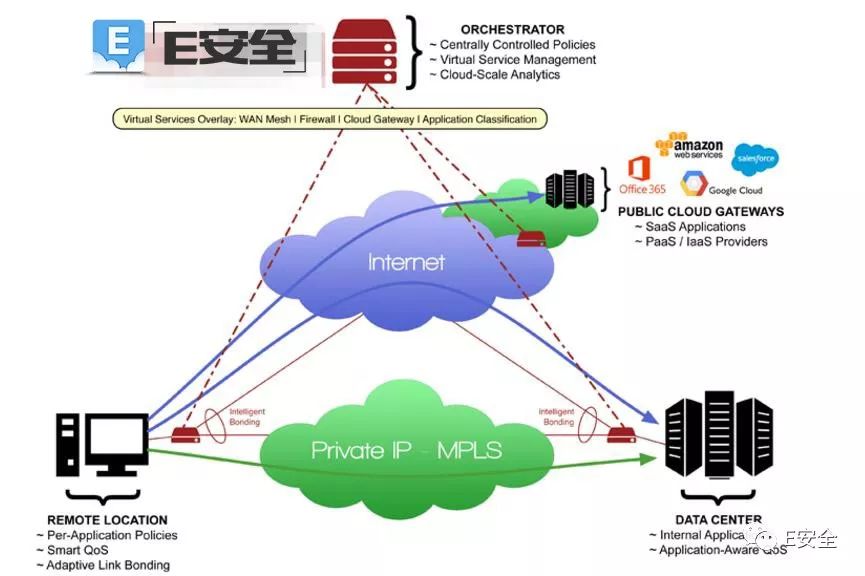 E
E安全
ORCHESTRATOR
~ Centrally Controlled Policies
~ Virtual Service Management
~ Cloud-Scale Analytics
Virtual Services Overlay: WAN Mesh | Firewall | Cloud Gateway | Application Classification
amazon
web services
salesforce
Office 365
Google Cloud
PUBLIC CLOUD GATEWAYS
~ SaaS Applications
~ PaaS / IaaS Providers
Internet
Intelligent
Bonding
Intelligent
Bonding
Private IP - MPLS
REMOTE LOCATION
~ Per-Application Policies
~ Smart QoS
~ Adaptive Link Bonding
DATA CENTER
~ Internal
~ Application-Aware QoS
E安全